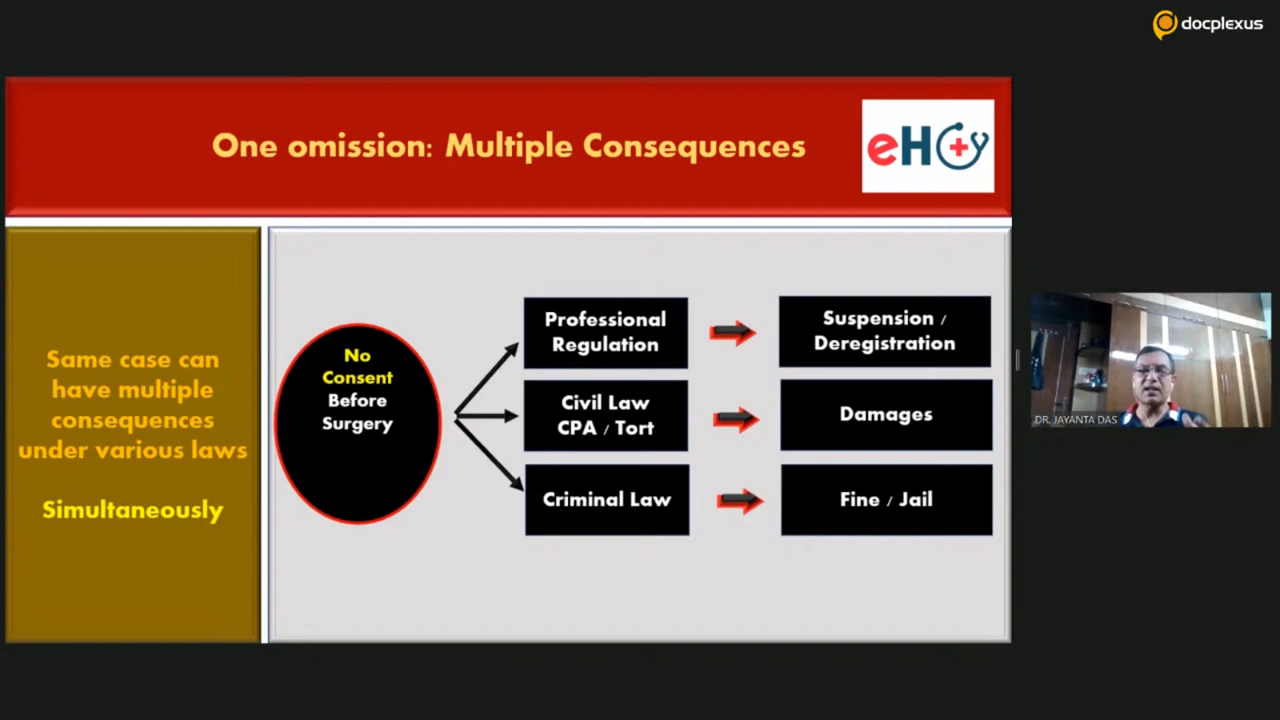 docplexus
One omission: Multiple Consequences
eHCy
Same case can
have multiple
consequences
under various laws
Simultaneously
No
Consent
Before
Surgery
Professional
Regulation
Suspension /
Deregistration
Civil Law
CPA / Tort
Damages
Criminal Law
Fine / Jail
DR. JAYANTA DAS